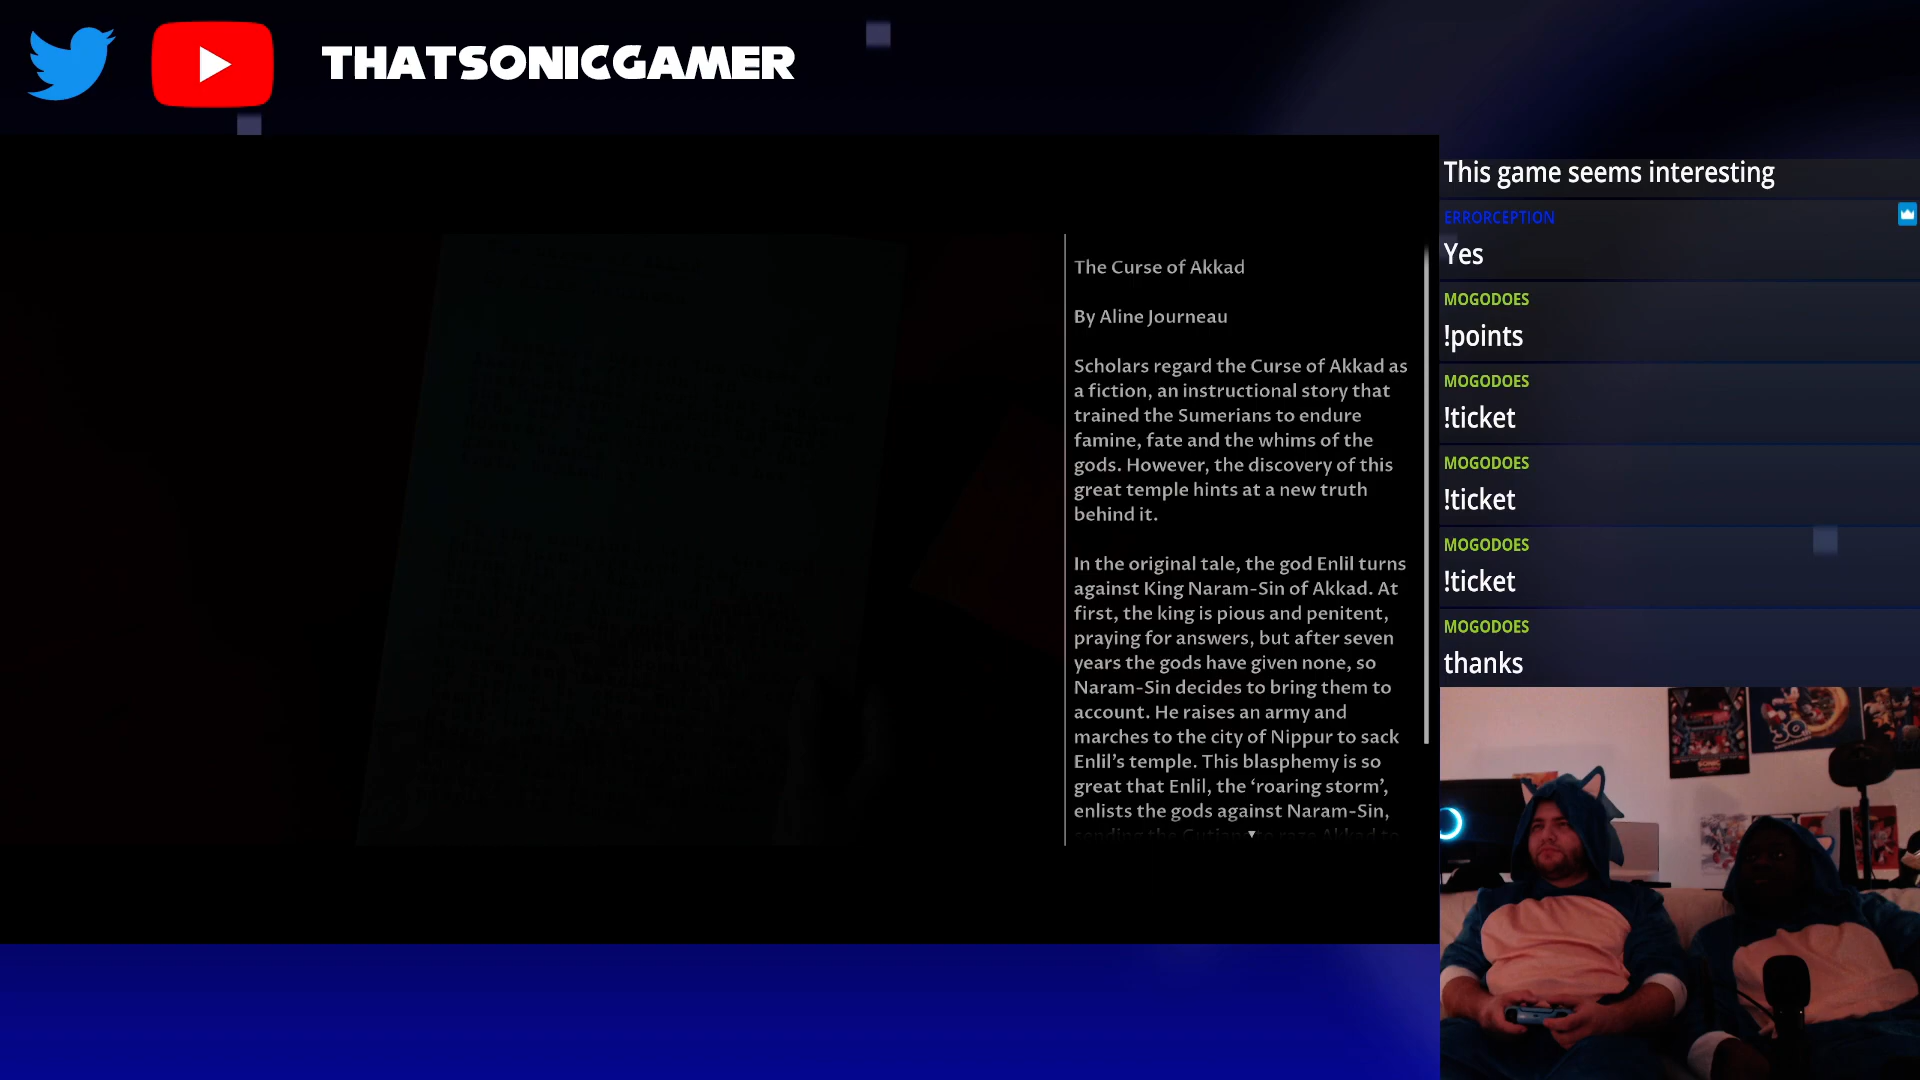 THATSONICGAMER
The Curse of Akkad
By Aline Journeau
Scholars regard the Curse of Akkad as
a fiction, an instructional story that
trained the Sumerians to endure
famine, fate and the whims of the
gods. However, the discovery of this
great temple hints at a new truth
behind it.
In the original tale, the god Enlil turns
against King Naram-Sin of Akkad. At
first, the king is pious and penitent,
praying for answers, but after seven
years the gods have given none, so
Naram-Sin decides to bring them to
account. He raises an army and
marches to the city of Nippur to sack
Enlil's temple. This blasphemy is so
great that Enlil, the ‘roaring storm’,
enlists the gods against Naram-Sin,
sending the Gutians to raze Akkad to
This game seems interesting
ERRORCEPTION
Yes
MOGODOES
!points
MOGODOES
!ticket
MOGODOES
!ticket
MOGODOES
!ticket
MOGODOES
thanks